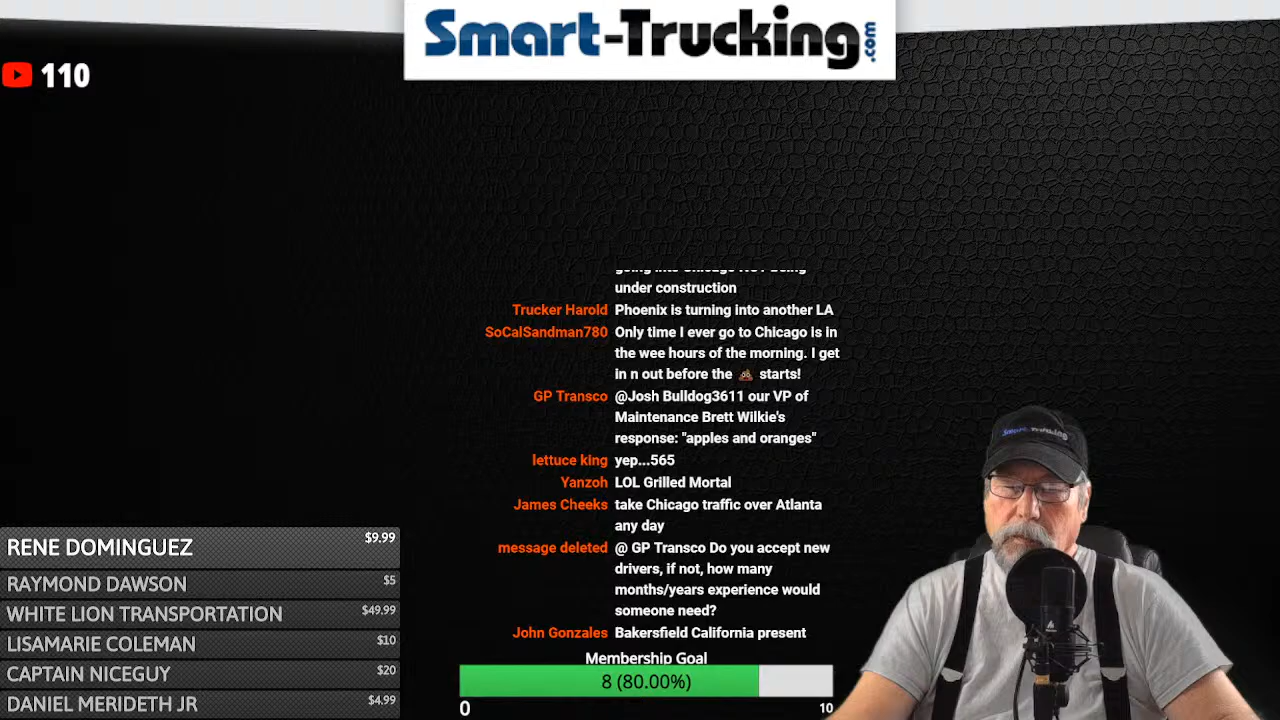 Smart-Trucking.com
110
under construction
Trucker Harold Phoenix is turning into another LA
SoCalSandman780 Only time I ever go to Chicago is in
the wee hours of the morning. I get
in n out before the 💩 starts!
GP Transco @Josh Bulldog3611 our VP of
Maintenance Brett Wilkie's
response: "apples and oranges"
lettuce king yep...565
Yanzoh LOL Grilled Mortal
James Cheeks take Chicago traffic over Atlanta
any day
message deleted @ GP Transco Do you accept new
drivers, if not, how many
months/years experience would
someone need?
John Gonzales Bakersfield California present
Membership Goal
8 (80.00%)
0 10
RENE DOMINGUEZ $9.99
RAYMOND DAWSON $5
WHITE LION TRANSPORTATION $49.99
LISAMARIE COLEMAN $10
CAPTAIN NICEGUY $20
DANIEL MERIDETH JR $4.99
Smart-Trucking